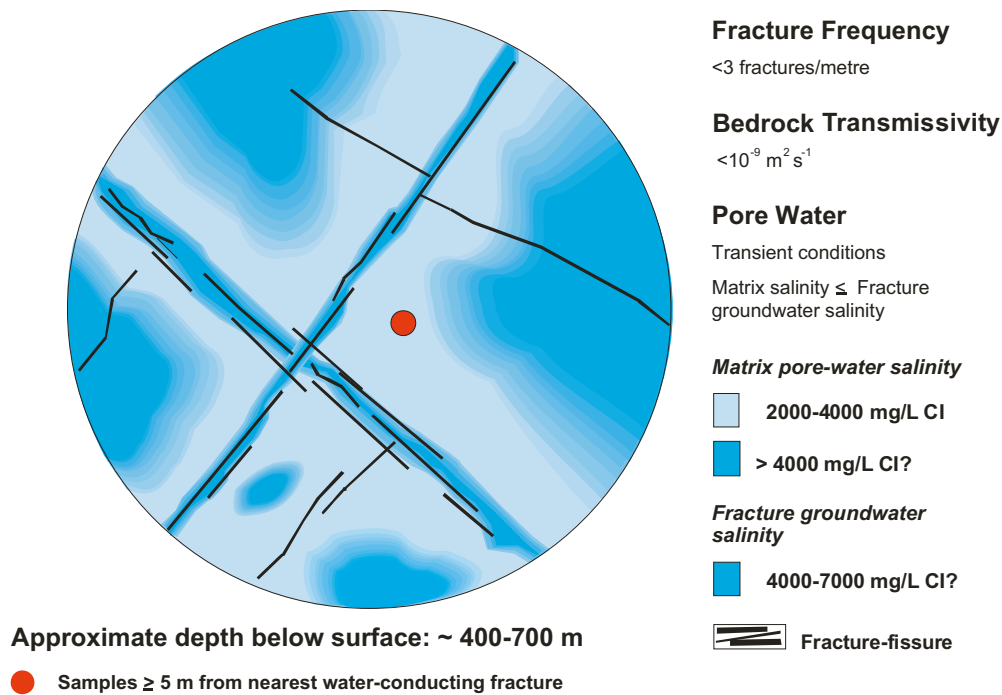 Fracture Frequency
<3 fractures/metre
Bedrock Transmissivity
<10⁻⁹ m² s⁻¹
Pore Water
Transient conditions
Matrix salinity ≤ Fracture
groundwater salinity
Matrix pore-water salinity
2000-4000 mg/L Cl
> 4000 mg/L Cl?
Fracture groundwater
salinity
4000-7000 mg/L Cl?
Fracture-fissure
Approximate depth below surface: ~ 400-700 m
Samples ≥ 5 m from nearest water-conducting fracture